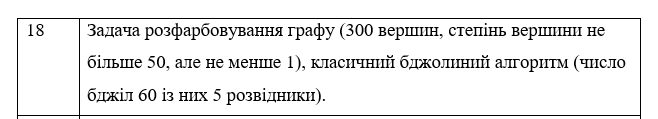 18 Задача розфарбовування графу (300 вершин, степінь вершини не
більше 50, але не менше 1), класичний бджолиний алгоритм (число
бджіл 60 із них 5 розвідники).